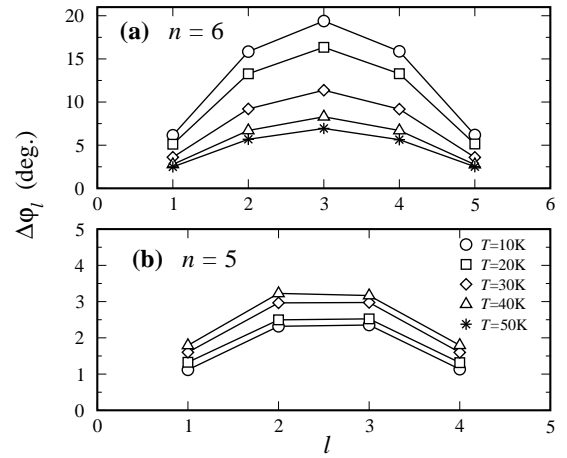 20
15
10
5
0
(a) n = 6
0 1 2 3 4 5 6
Δφl (deg.)
5
4
3
2
1
0
(b) n = 5
T=10K
T=20K
T=30K
T=40K
T=50K
0 1 2 3 4 5
l